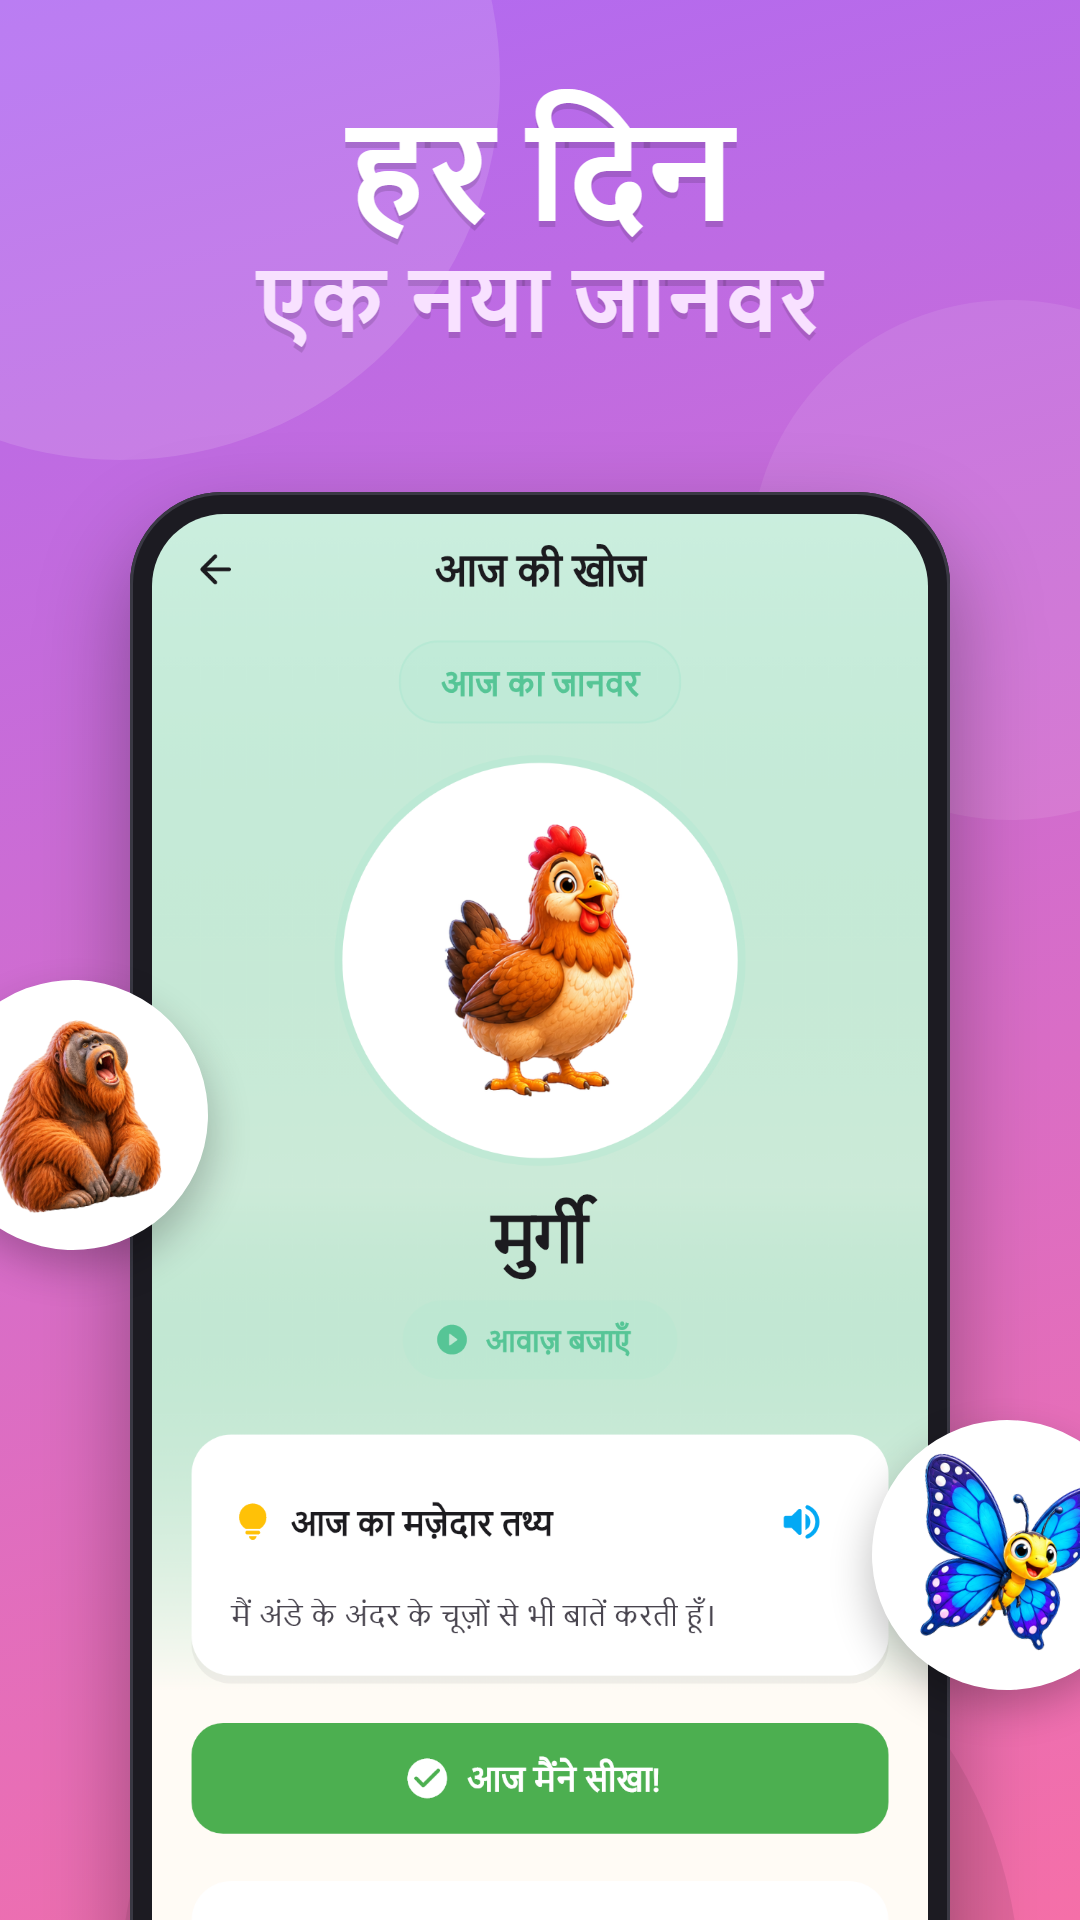 हर दिन
एक नया जानवर
आज की खोज
आज का जानवर
मुर्गी
आवाज़ बजाएँ
आज का मज़ेदार तथ्य
मैं अंडे के अंदर के चूज़ों से भी बातें करती हूँ।
आज मैंने सीखा!